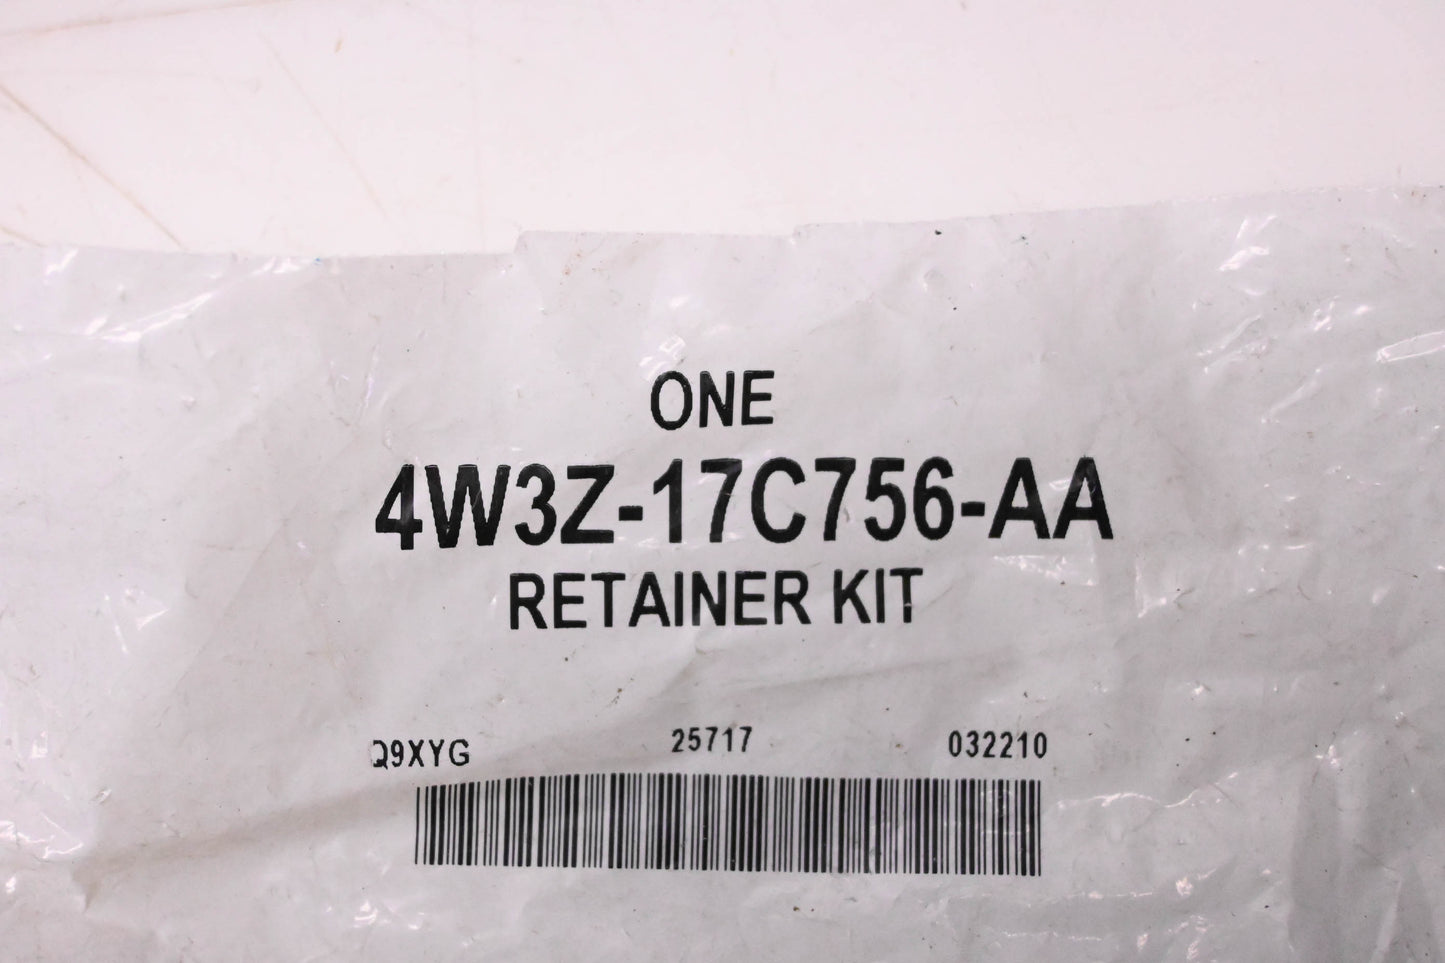 ONE
4W3Z-17C756-AA
RETAINER KIT
Q9XYG 25717 032210